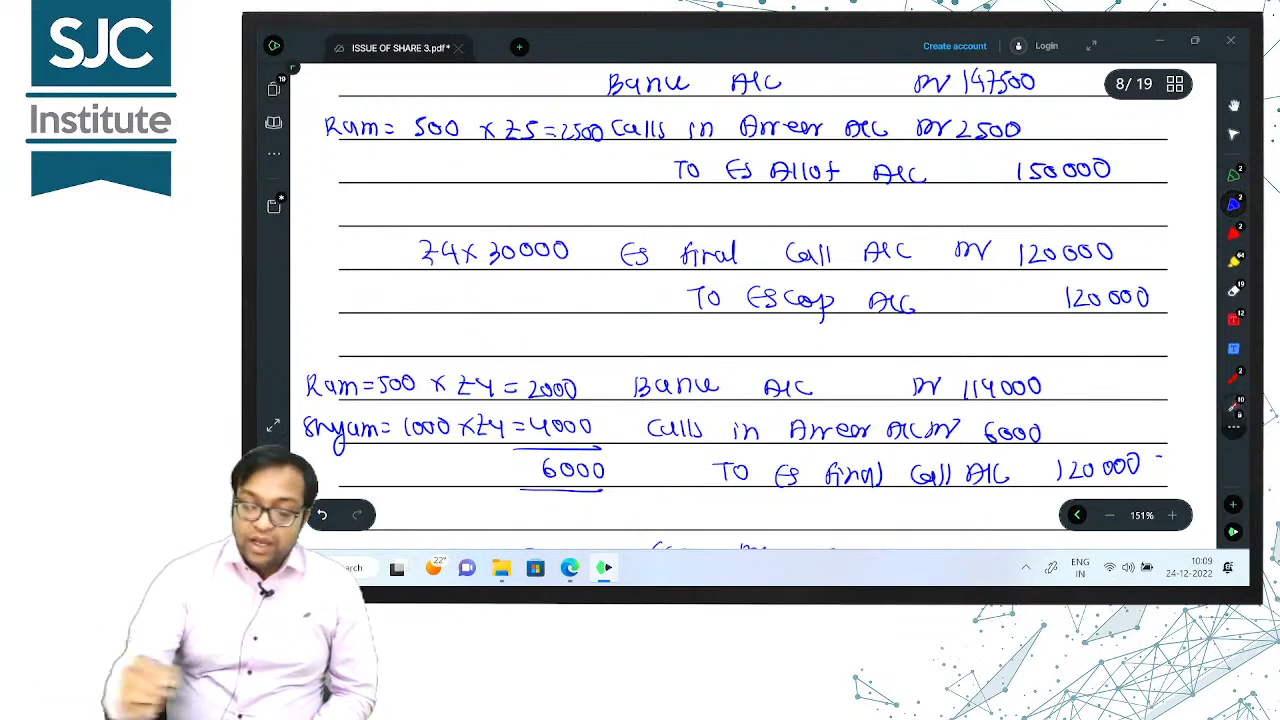 SJC
Institute
ISSUE OF SHARE 3.pdf*
Create account
Login
8/19
Bank A/C Dr 147500
Ram = 500 x ₹5 = 2500 Calls in Arrear A/C Dr 2500
To Es Allot A/C 150000
₹4 x 30000 Es final Call A/C Dr 120000
To Es Cap A/C 120000
Ram = 500 x ₹4 = 2000 Bank A/C Dr 114000
Shyam = 1000 x ₹4 = 4000 Calls in Arrear A/C Dr 6000
6000 To Es final Call A/C 120000
151%
arch
22°
ENG
IN
10:09
24-12-2022